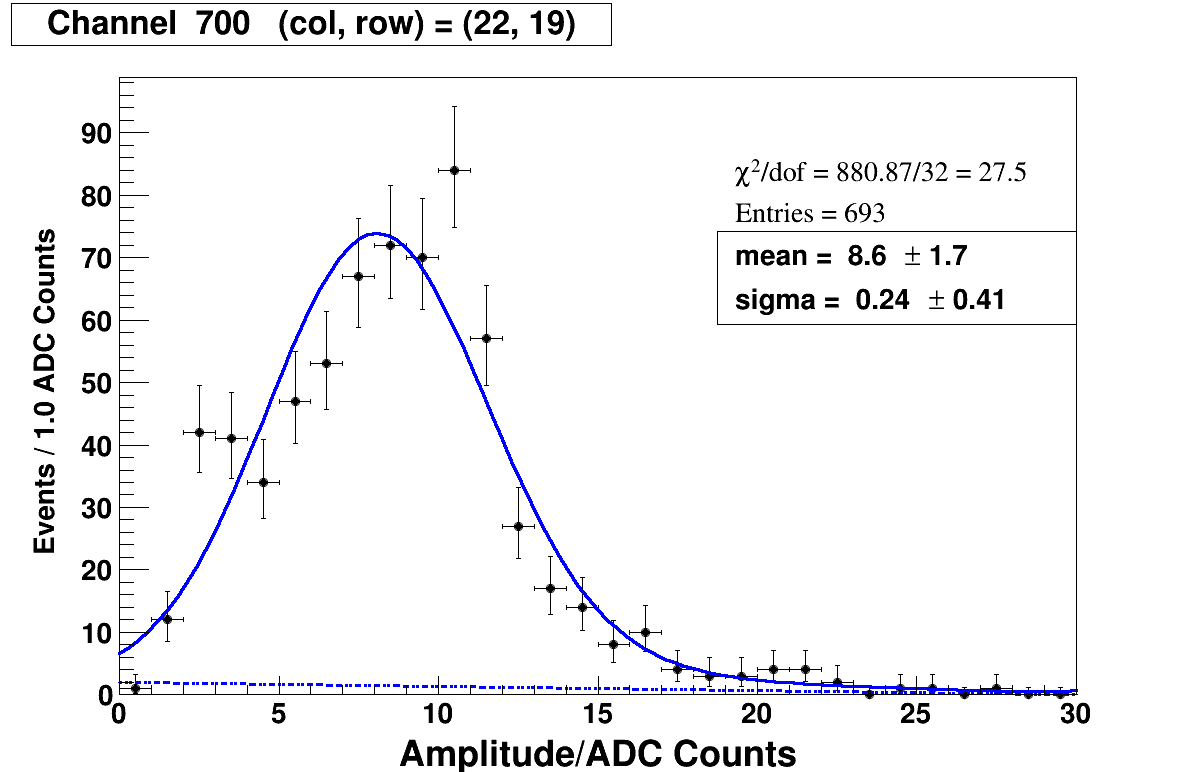 Channel 700 (col, row) = (22, 19)
χ²/dof = 880.87/32 = 27.5
Entries = 693
mean = 8.6 ± 1.7
sigma = 0.24 ± 0.41
Events / 1.0 ADC Counts
90
80
70
60
50
40
30
20
10
0
0 5 10 15 20 25 30
Amplitude/ADC Counts